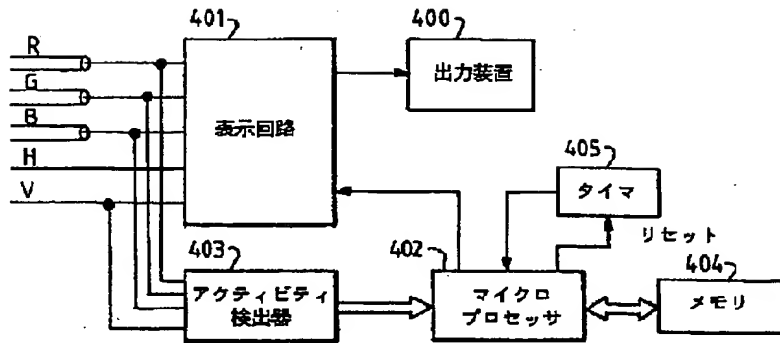 401
400
R
G
B
H
V
表示回路
出力装置
405
タイマ
リセット
403
402
404
アクティビティ
検出器
マイクロ
プロセッサ
メモリ